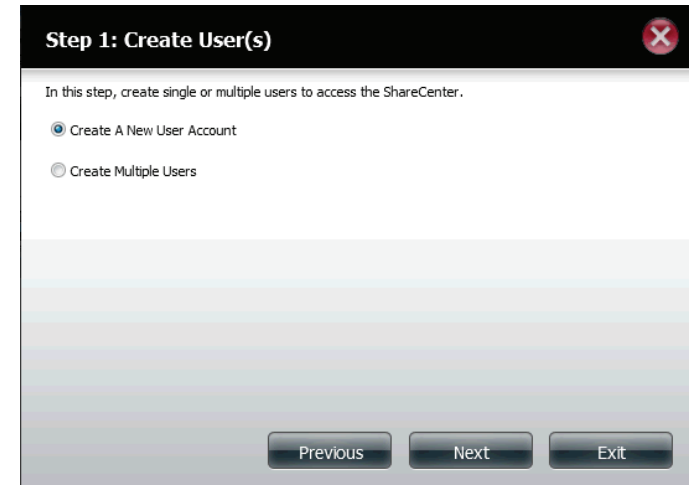 Step 1: Create User(s)
In this step, create single or multiple users to access the ShareCenter.
Create A New User Account
Create Multiple Users
Previous Next Exit